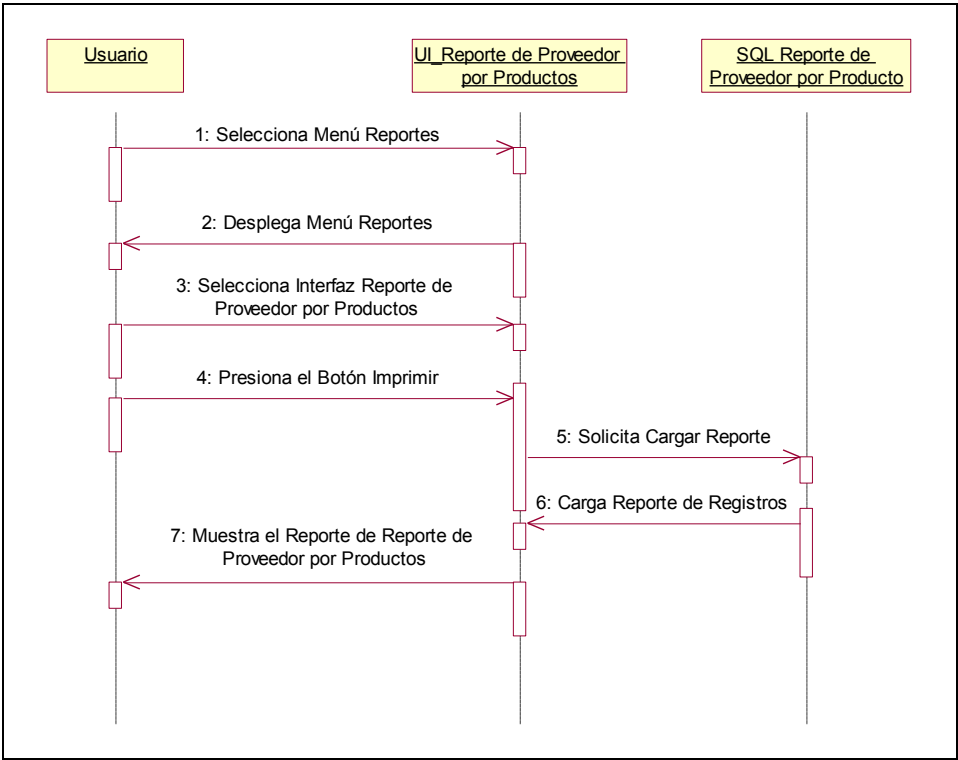 Usuario
UI_Reporte de Proveedor
por Productos
SQL Reporte de
Proveedor por Producto
1: Selecciona Menú Reportes
2: Desplega Menú Reportes
3: Selecciona Interfaz Reporte de
Proveedor por Productos
4: Presiona el Botón Imprimir
5: Solicita Cargar Reporte
6: Carga Reporte de Registros
7: Muestra el Reporte de Reporte de
Proveedor por Productos